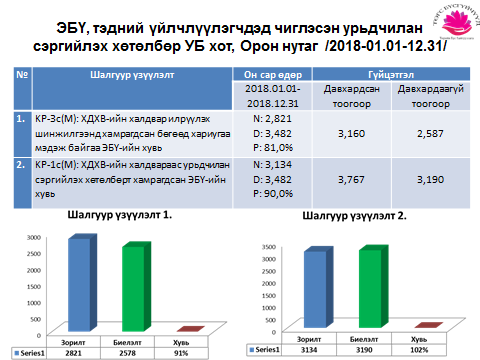 ЭБҮ, тэдний үйлчлүүлэгчдэд чиглэсэн урьдчилан
сэргийлэх хөтөлбөр УБ хот, Орон нутаг /2018-01.01-12.31/
№ Шалгуур үзүүлэлт Он сар өдөр Гүйцэтгэл
2018.01.01-
2018.12.31
Давхардсан
тоогоор
Давхардаагүй
тоогоор
1. КР-3с(М): ХДХВ-ийн халдвар илрүүлэх
шинжилгээнд хамрагдсан бөгөөд хариугаа
мэдэж байгаа ЭБҮ-ийн хувь
N: 2,821
D: 3,482
P: 81,0%
3,160 2,587
2. КР-1с(М): ХДХВ-ийн халдвараас урьдчилан
сэргийлэх хөтөлбөрт хамрагдсан ЭБҮ-ийн
хувь
N: 3,134
D: 3,482
P: 90,0%
3,767 3,190
Шалгуур үзүүлэлт 1.
3000
2500
2000
1500
1000
500
0
Зорилт Биелэлт Хувь
Series1 2821 2578 91%
Шалгуур үзүүлэлт 2.
3500
3000
2500
2000
1500
1000
500
0
Зорилт Биелэлт Хувь
Series1 3134 3190 102%